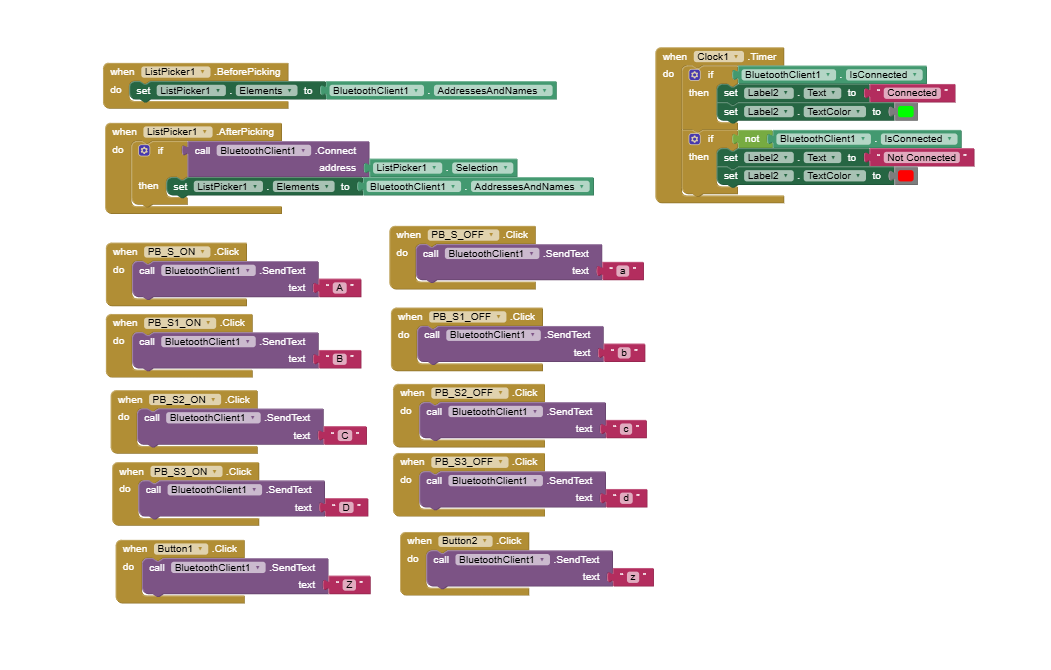 when ListPicker1 .BeforePicking
do set ListPicker1 . Elements to BluetoothClient1 . AddressesAndNames
when ListPicker1 .AfterPicking
do if call BluetoothClient1 .Connect
address ListPicker1 . Selection
then set ListPicker1 . Elements to BluetoothClient1 . AddressesAndNames
when Clock1 .Timer
do if BluetoothClient1 . IsConnected
then set Label2 . Text to " Connected "
set Label2 . TextColor to
if not BluetoothClient1 . IsConnected
then set Label2 . Text to " Not Connected "
set Label2 . TextColor to
when PB_S_ON .Click
do call BluetoothClient1 .SendText
text " A "
when PB_S_OFF .Click
do call BluetoothClient1 .SendText
text " a "
when PB_S1_ON .Click
do call BluetoothClient1 .SendText
text " B "
when PB_S1_OFF .Click
do call BluetoothClient1 .SendText
text " b "
when PB_S2_ON .Click
do call BluetoothClient1 .SendText
text " C "
when PB_S2_OFF .Click
do call BluetoothClient1 .SendText
text " c "
when PB_S3_ON .Click
do call BluetoothClient1 .SendText
text " D "
when PB_S3_OFF .Click
do call BluetoothClient1 .SendText
text " d "
when Button1 .Click
do call BluetoothClient1 .SendText
text " Z "
when Button2 .Click
do call BluetoothClient1 .SendText
text " z "